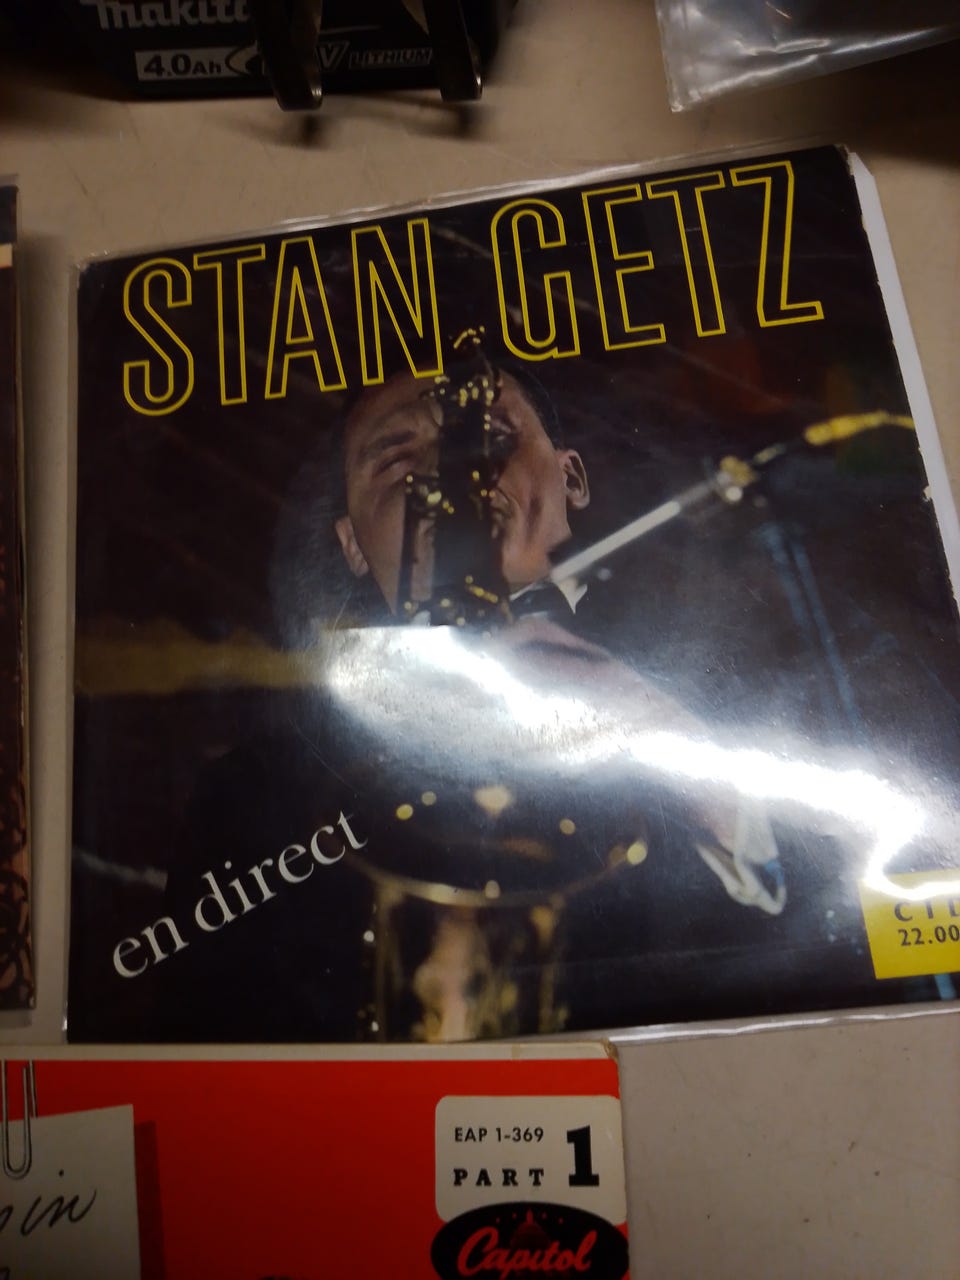 makita
4.0Ah V LITHIUM
STAN GETZ
en direct
22.00
EAP 1-369
PART 1
Capitol